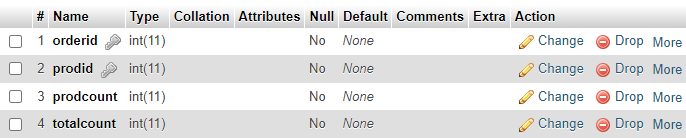 # Name Type Collation Attributes Null Default Comments Extra Action
1 orderid int(11) No None Change Drop More
2 prodid int(11) No None Change Drop More
3 prodcount int(11) No None Change Drop More
4 totalcount int(11) No None Change Drop More